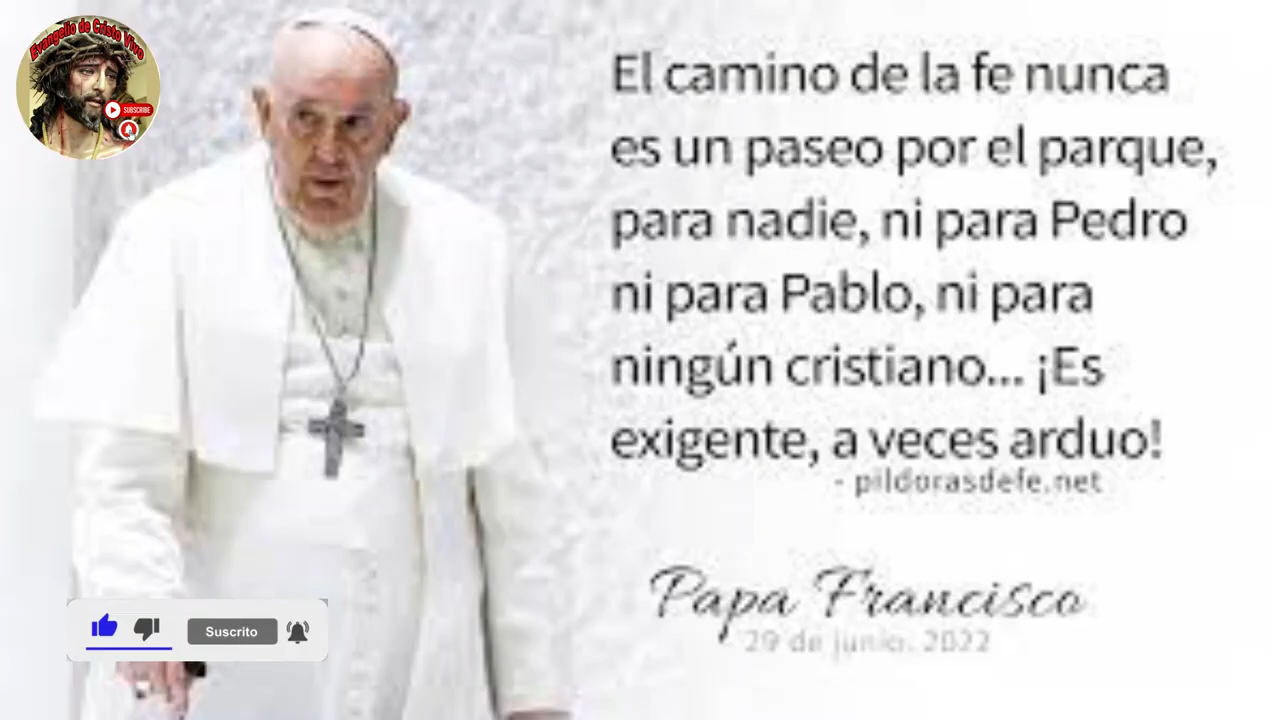 Evangelio de Cristo Vivo
SUBSCRIBE
El camino de la fe nunca
es un paseo por el parque,
para nadie, ni para Pedro
ni para Pablo, ni para
ningún cristiano... ¡Es
exigente, a veces arduo!
- pildorasdefe.net
Papa Francisco
29 de junio, 2022
Suscrito